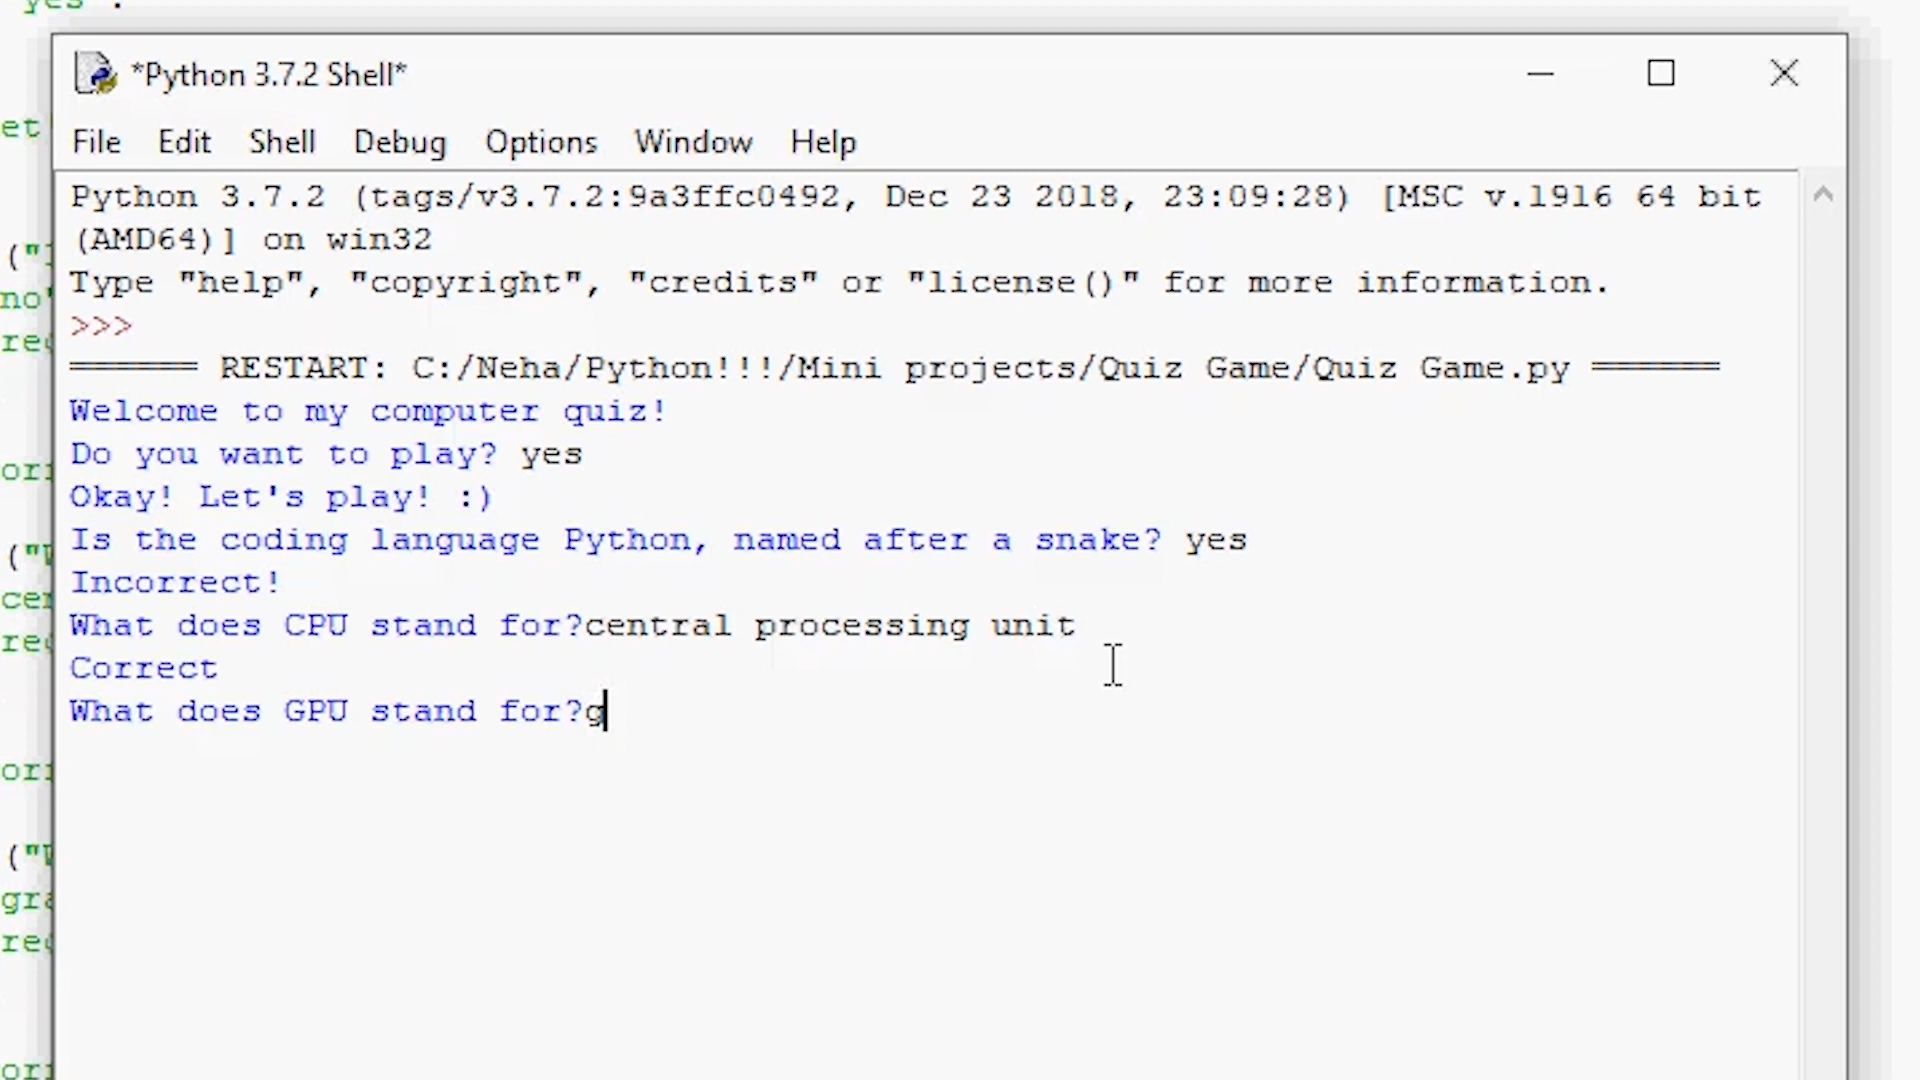 yes".
*Python 3.7.2 Shell*
File Edit Shell Debug Options Window Help
Python 3.7.2 (tags/v3.7.2:9a3ffc0492, Dec 23 2018, 23:09:28) [MSC v.1916 64 bit
(AMD64)] on win32
Type "help", "copyright", "credits" or "license()" for more information.
>>>
====== RESTART: C:/Neha/Python!!!/Mini projects/Quiz Game/Quiz Game.py ======
Welcome to my computer quiz!
Do you want to play? yes
Okay! Let's play! :)
Is the coding language Python, named after a snake? yes
Incorrect!
What does CPU stand for?central processing unit
Correct
What does GPU stand for?g